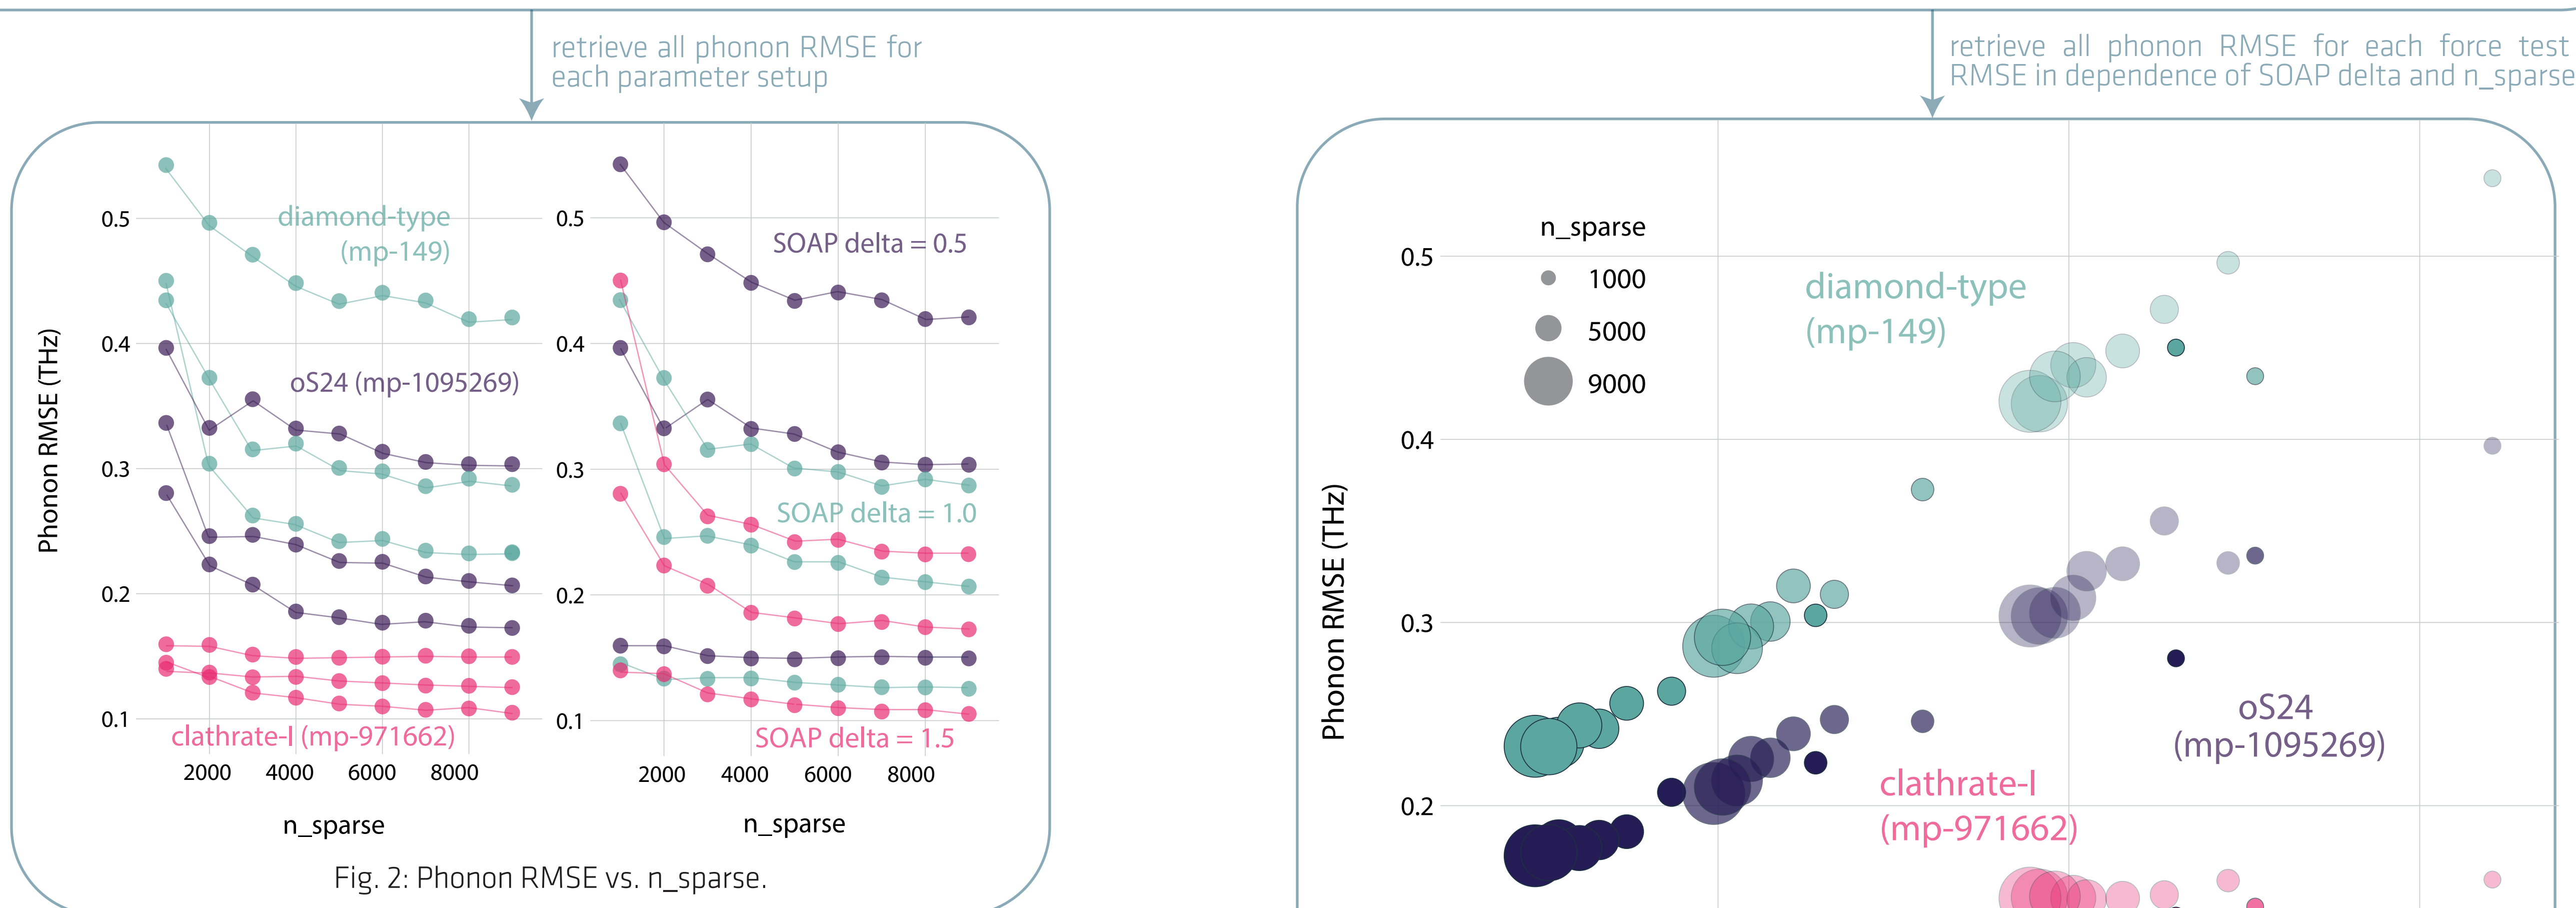 retrieve all phonon RMSE for
each parameter setup
0.5
0.4
0.3
0.2
0.1
Phonon RMSE (THz)
diamond-type
(mp-149)
oS24 (mp-1095269)
clathrate-I (mp-971662)
2000 4000 6000 8000
n_sparse
0.5
0.4
0.3
0.2
0.1
SOAP delta = 0.5
SOAP delta = 1.0
SOAP delta = 1.5
2000 4000 6000 8000
n_sparse
Fig. 2: Phonon RMSE vs. n_sparse.
retrieve all phonon RMSE for each force test
RMSE in dependence of SOAP delta and n_sparse
0.5
0.4
0.3
0.2
Phonon RMSE (THz)
n_sparse
1000
5000
9000
diamond-type
(mp-149)
oS24
(mp-1095269)
clathrate-I
(mp-971662)